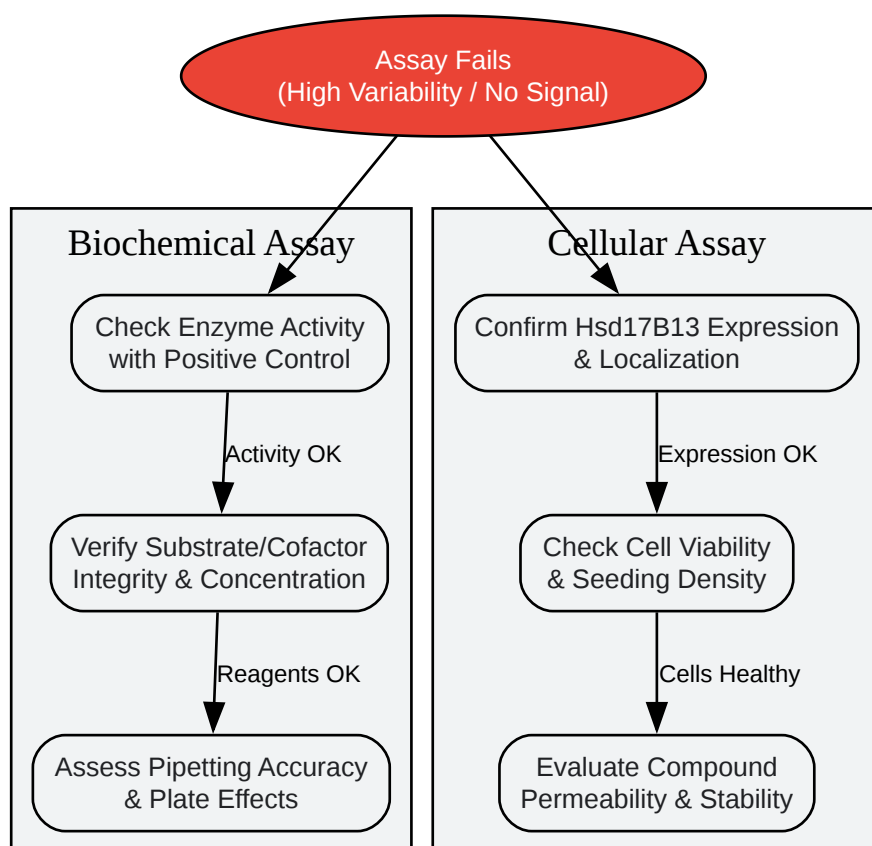 Assay Fails
(High Variability / No Signal)
Biochemical Assay
Check Enzyme Activity
with Positive Control
Activity OK
Verify Substrate/Cofactor
Integrity & Concentration
Reagents OK
Assess Pipetting Accuracy
& Plate Effects
Cellular Assay
Confirm Hsd17B13 Expression
& Localization
Expression OK
Check Cell Viability
& Seeding Density
Cells Healthy
Evaluate Compound
Permeability & Stability